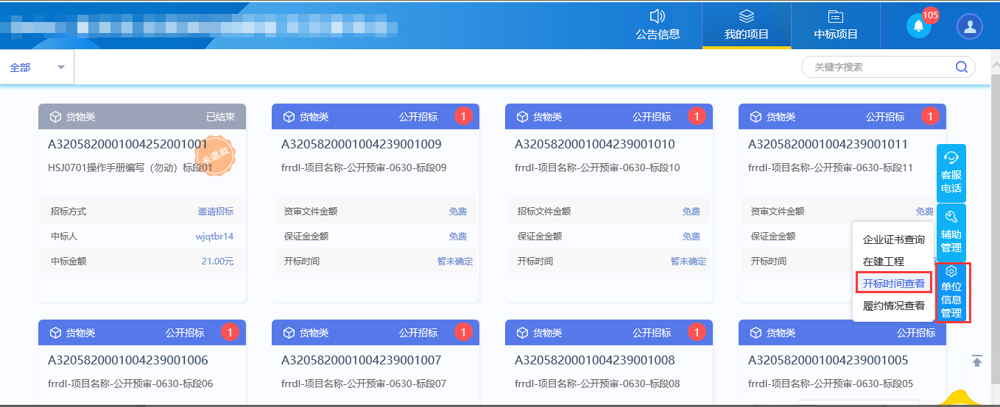 公告信息
我的项目
中标项目
105
全部
关键字搜索
货物类 已结束
A3205820001004252001001
未退款
HSJ0701操作手册编写（勿动）标段01
招标方式 邀请招标
中标人 wjqtbr14
中标金额 21.00元
货物类 公开招标 1
A3205820001004239001009
frrdl-项目名称-公开预审-0630-标段09
资审文件金额 免费
保证金金额 免费
开标时间 暂未确定
货物类 公开招标 1
A3205820001004239001010
frrdl-项目名称-公开预审-0630-标段10
招标文件金额 免费
保证金金额 免费
开标时间 暂未确定
货物类 公开招标 1
A3205820001004239001011
frrdl-项目名称-公开预审-0630-标段11
资审文件金额 免费
保证金金额
开标时间
客服
电话
辅助
管理
单位
信息
管理
企业证书查询
在建工程
开标时间查看
履约情况查看
货物类 公开招标 1
A3205820001004239001006
frrdl-项目名称-公开预审-0630-标段06
货物类 公开招标 1
A3205820001004239001007
frrdl-项目名称-公开预审-0630-标段07
货物类 公开招标 1
A3205820001004239001008
frrdl-项目名称-公开预审-0630-标段08
货物类 公开招标
A3205820001004239001005
frrdl-项目名称-公开预审-0630-标段05